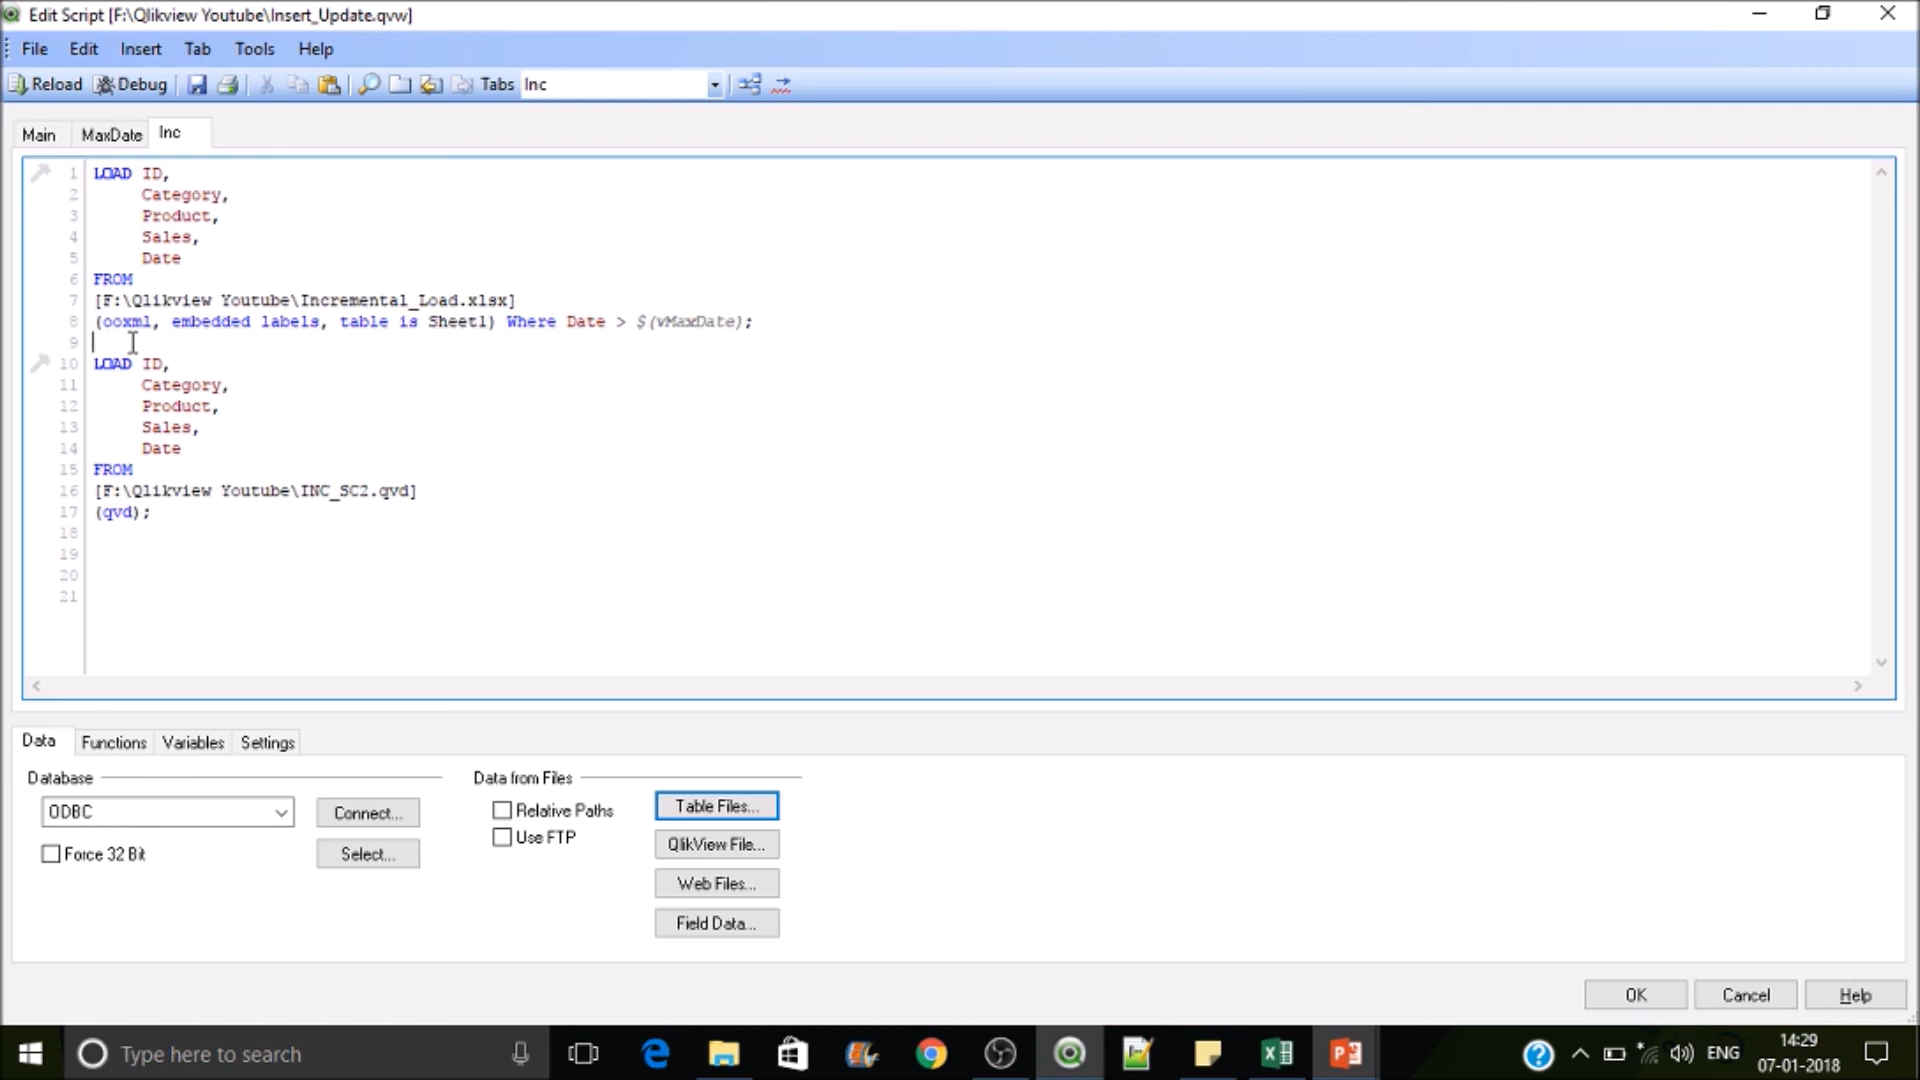 Edit Script [F:\Qlikview Youtube\Insert_Update.qvw]
File Edit Insert Tab Tools Help
Reload Debug Tabs Inc
Main MaxDate Inc
1 LOAD ID,
2 Category,
3 Product,
4 Sales,
5 Date
6 FROM
7 [F:\Qlikview Youtube\Incremental_Load.xlsx]
8 (ooxml, embedded labels, table is Sheet1) Where Date > $(vMaxDate);
9
10 LOAD ID,
11 Category,
12 Product,
13 Sales,
14 Date
15 FROM
16 [F:\Qlikview Youtube\INC_SC2.qvd]
17 (qvd);
18
19
20
21
Data Functions Variables Settings
Database Data from Files
ODBC Connect... Relative Paths Table Files...
Use FTP QlikView File...
Force 32 Bit Select...
Web Files...
Field Data...
OK Cancel Help
Type here to search ENG 14:29
07-01-2018